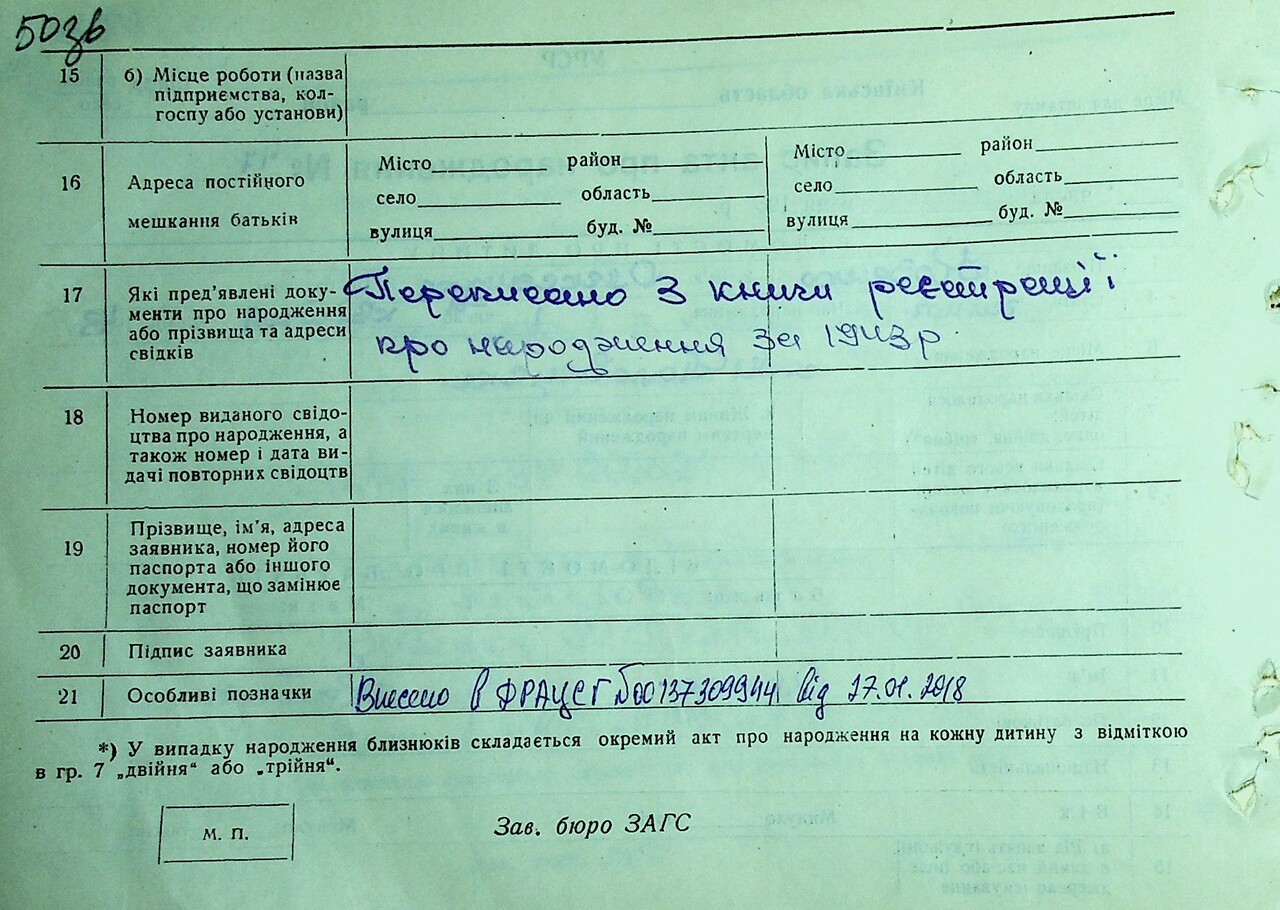 50зв
15 б) Місце роботи (назва
підприємства, кол-
госпу або установи)
16 Адреса постійного
мешкання батьків
Місто район
село область
вулиця буд. №
Місто район
село область
вулиця буд. №
17 Які пред’явлені доку-
менти про народження
або прізвища та адреси
свідків
Переписано з книги реєстрації
про народження за 1943р
18 Номер виданого свідо-
цтва про народження, а
також номер і дата ви-
дачі повторних свідоцтв
19 Прізвище, ім’я, адреса
заявника, номер його
паспорта або іншого
документа, що замінює
паспорт
20 Підпис заявника
21 Особливі позначки
Внесено в ДРАЦСГ №00137309944 від 17.01.2018
*) У випадку народження близнюків складається окремий акт про народження на кожну дитину з відміткою
в гр. 7 „двійня“ або „трійня“.
м. п.
Зав. бюро ЗАГС